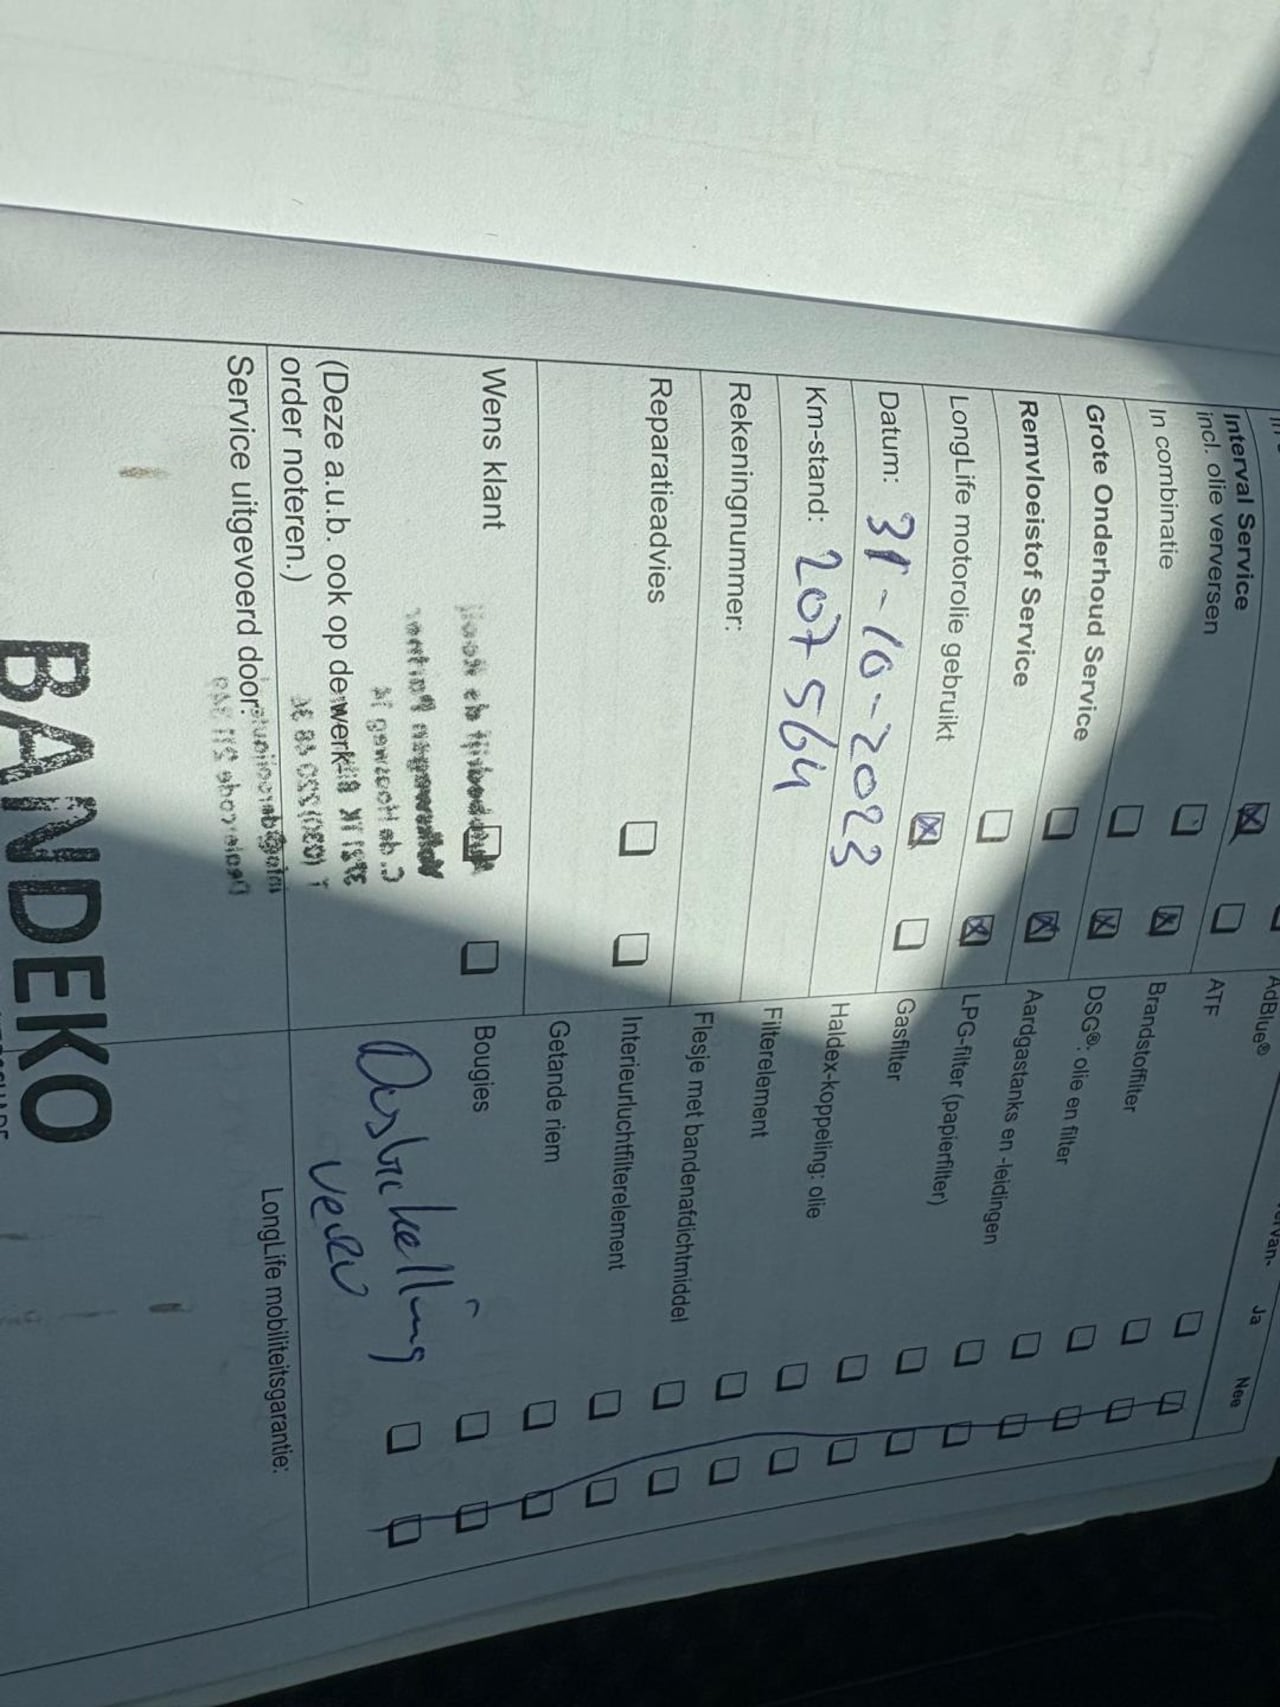 Interval Service
incl. olie verversen
In combinatie
Grote Onderhoud Service
Remvloeistof Service
LongLife motorolie gebruikt
Datum: 31-10-2023
Km-stand: 207564
Rekeningnummer:
Reparatieadvies
Wens klant
(Deze a.u.b. ook op de werk-
order noteren.)
Service uitgevoerd door:
BANDEKO
Ja
Nee
AdBlue®
ATF
Brandstoffilter
DSG®: olie en filter
Aardgastanks en -leidingen
LPG-filter (papierfilter)
Gasfilter
Haldex-koppeling: olie
Filterelement
Flesje met bandenafdichtmiddel
Interieurluchtfilterelement
Getande riem
Bougies
LongLife mobiliteitsgarantie: